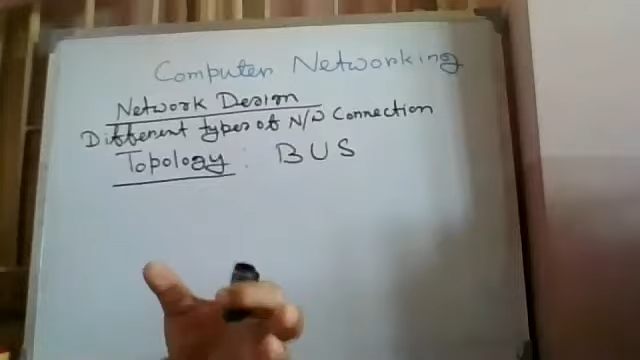 Computer Networking
Network Design
Different types of N/W Connection
Topology : BUS